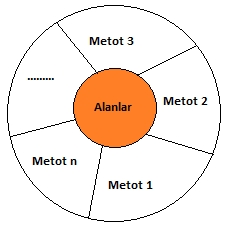 Metot 3
.........
Alanlar
Metot 2
Metot n
Metot 1